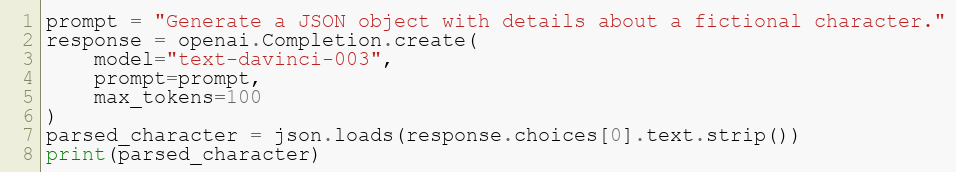 1 prompt = "Generate a JSON object with details about a fictional character."
2 response = openai.Completion.create(
3     model="text-davinci-003",
4     prompt=prompt,
5     max_tokens=100
6 )
7 parsed_character = json.loads(response.choices[0].text.strip())
8 print(parsed_character)